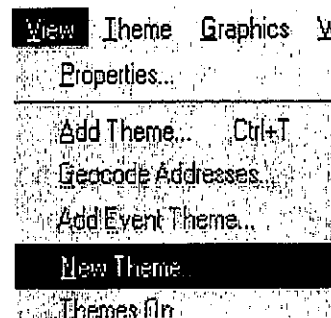 View Theme Graphics
Properties...
Add Theme... Ctrl+T
Geocode Addresses...
Add Event Theme...
New Theme...
Themes On